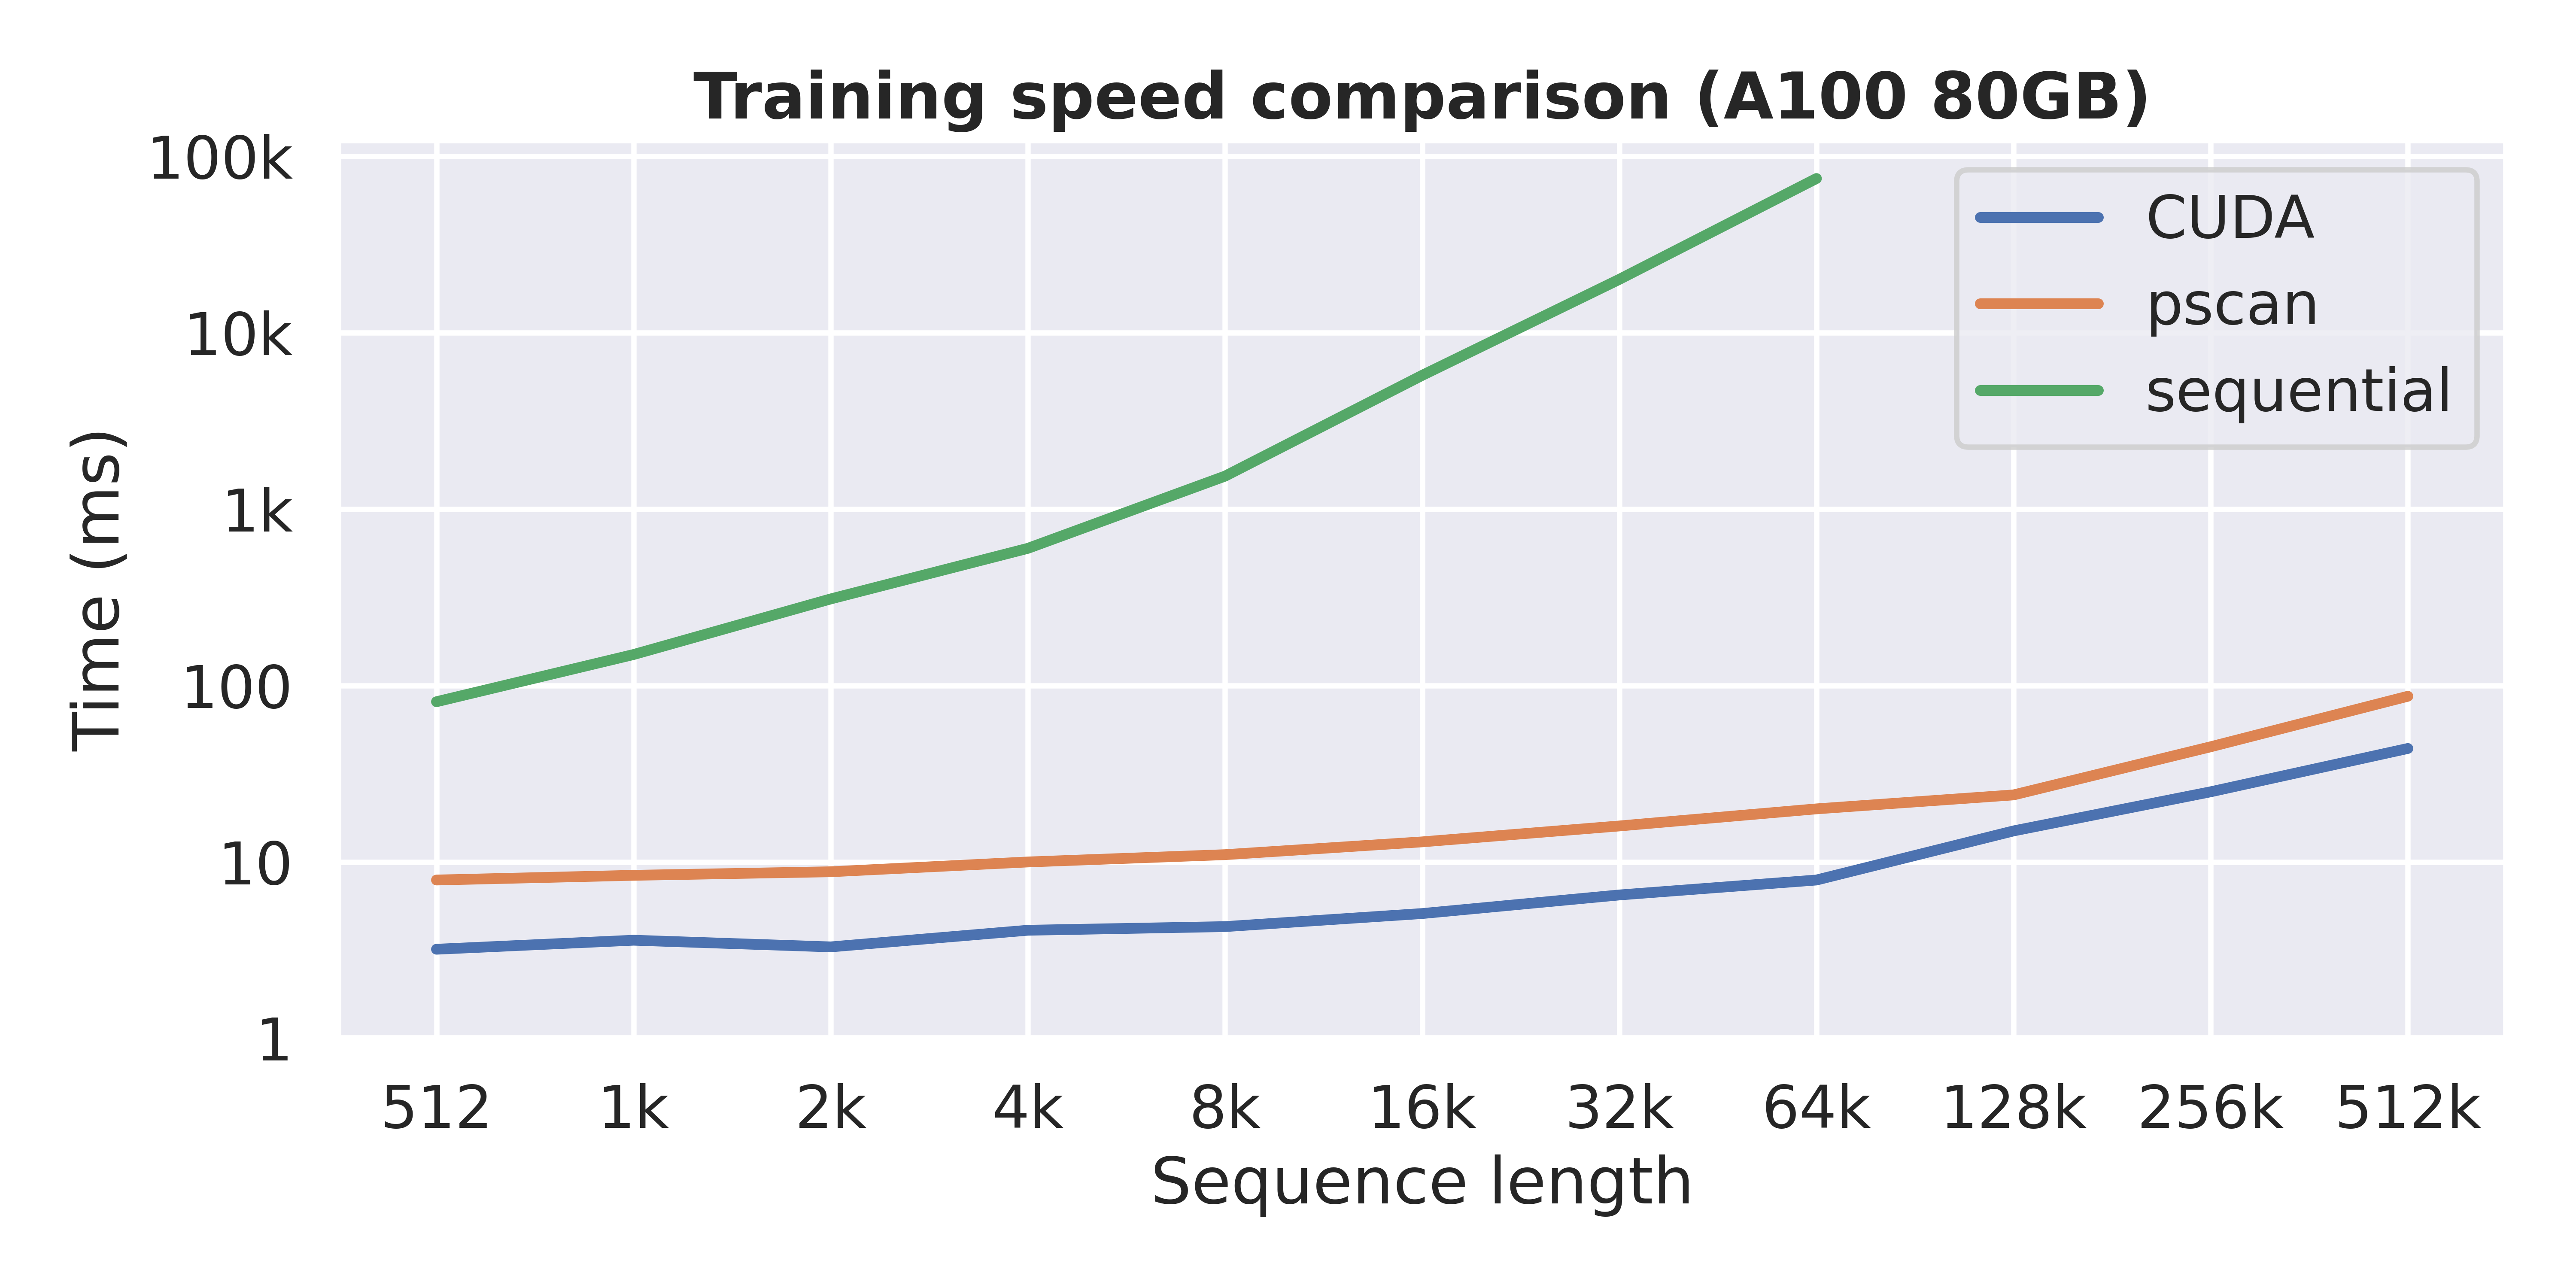 Training speed comparison (A100 80GB)
100k
10k
1k
100
10
1
Time (ms)
CUDA
pscan
sequential
512 1k 2k 4k 8k 16k 32k 64k 128k 256k 512k
Sequence length